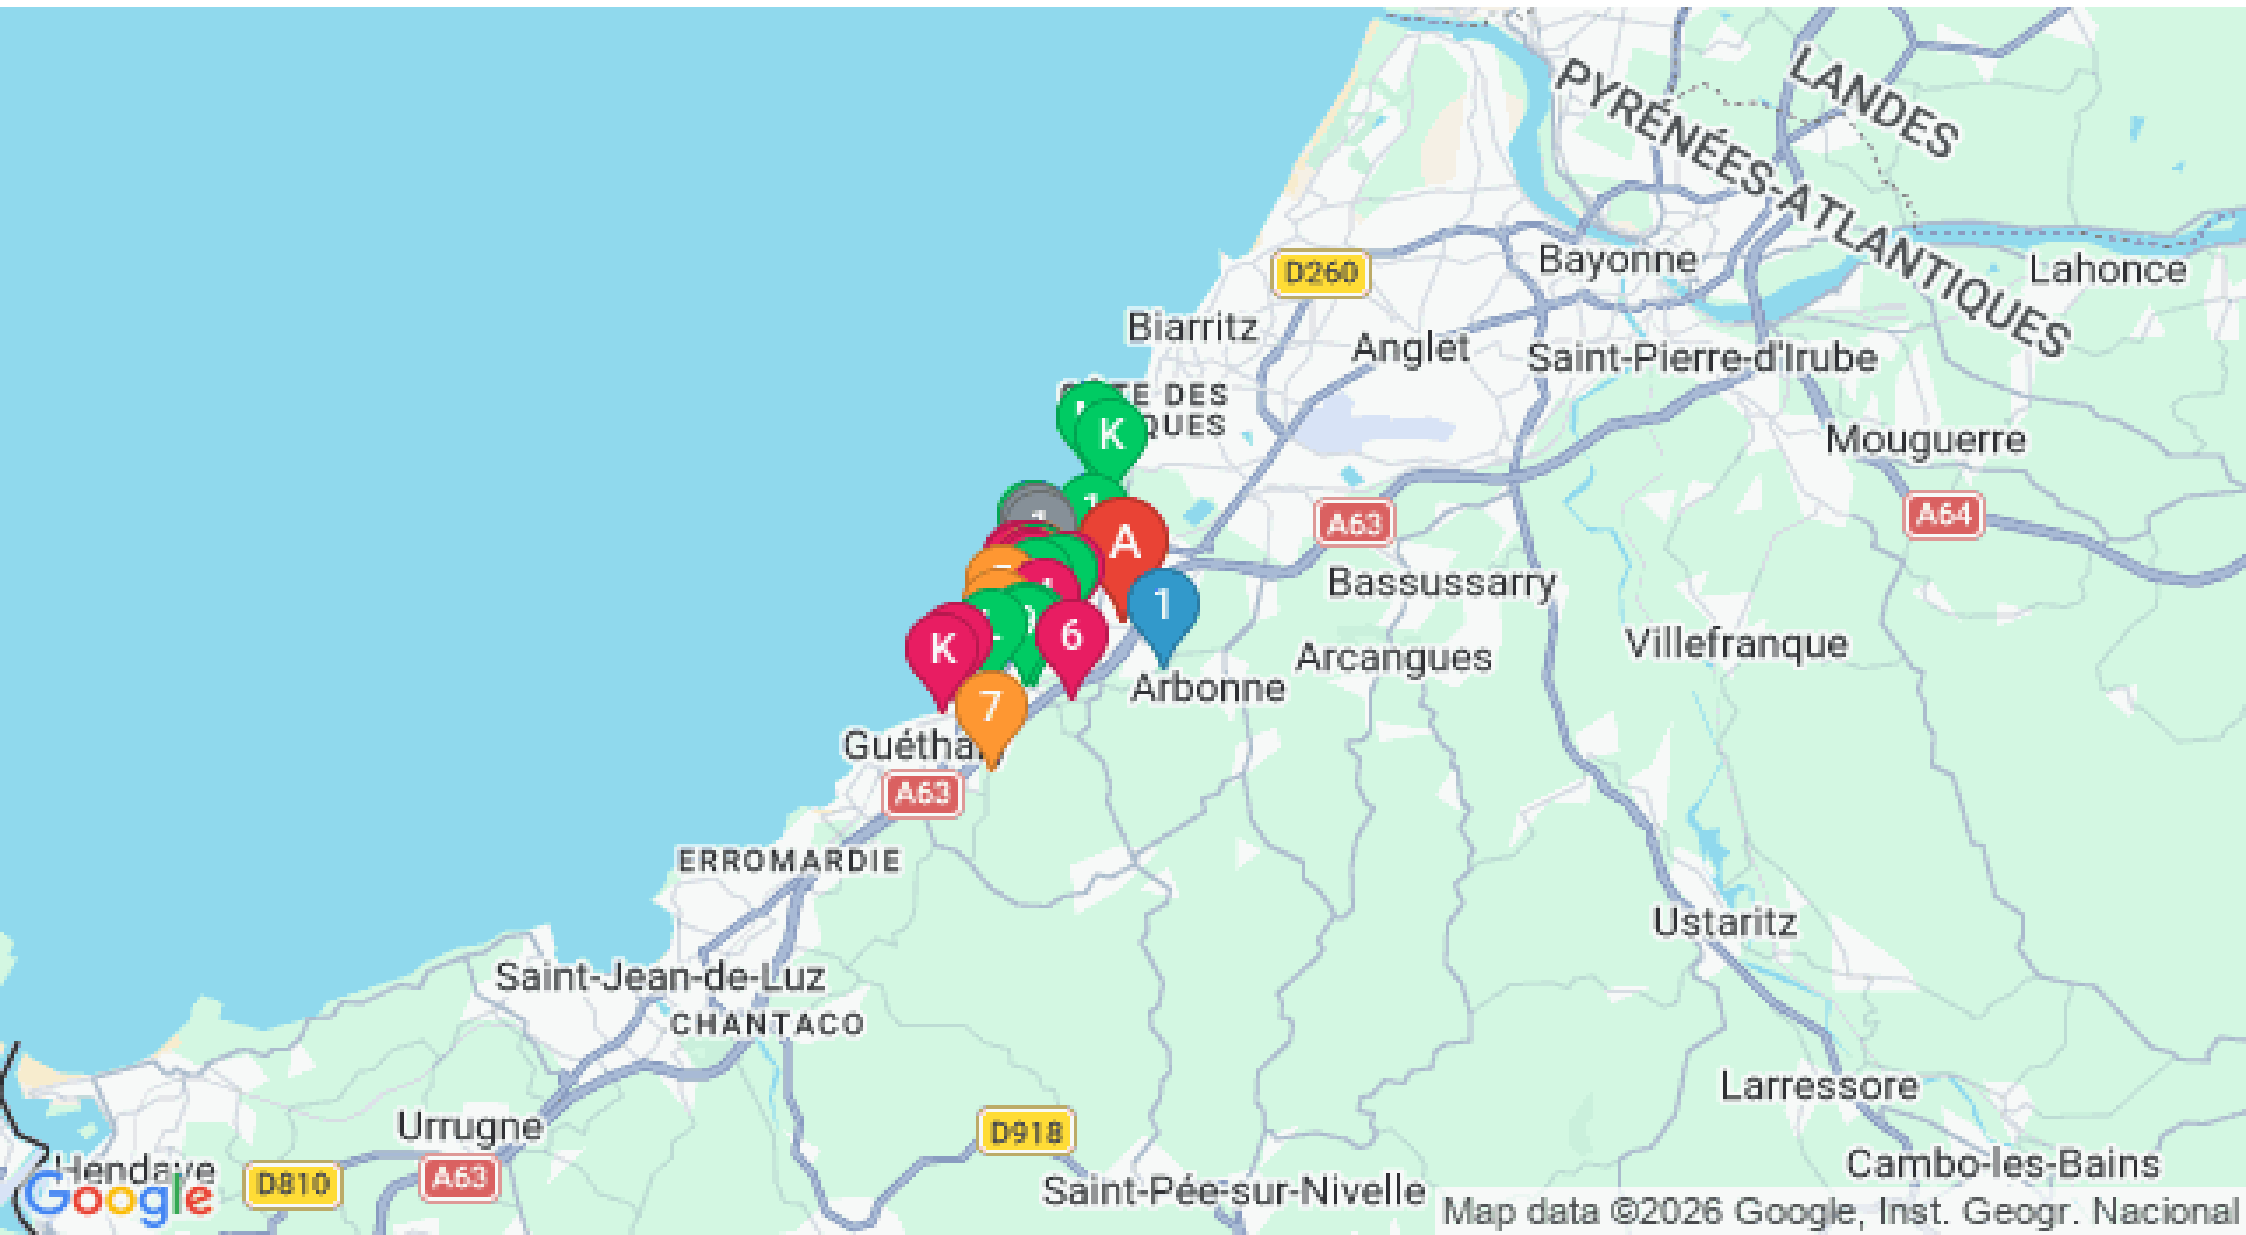 LANDES
PYRÉNÉES-ATLANTIQUES
Bayonne
Lahonce
D260
Biarritz
Anglet
Saint-Pierre-d'Irube
DES
K
Mouguerre
A63
A64
A
Bassussarry
1
6
Villefranque
K
Arcangues
Arbonne
7
A63
ERROMARDIE
Ustaritz
Saint-Jean-de-Luz
CHANTACO
Larressore
Urrugne
D918
Hendaye
D810
A63
Cambo-les-Bains
Saint-Pée-sur-Nivelle
Google
Map data ©2026 Google, Inst. Geogr. Nacional